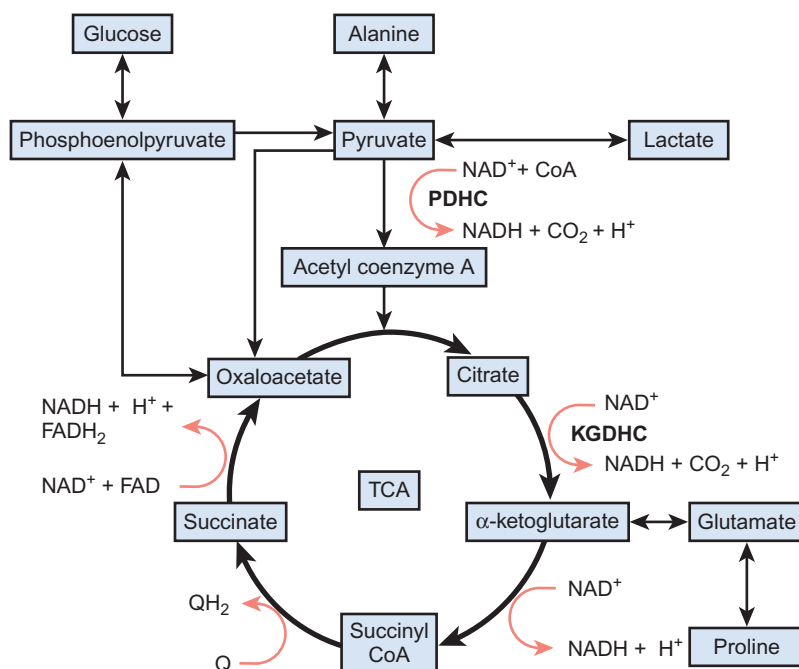 Glucose
Alanine
Phosphoenolpyruvate
Pyruvate
Lactate
NAD⁺+ CoA
PDHC
NADH + CO₂ + H⁺
Acetyl coenzyme A
Oxaloacetate
Citrate
NADH + H⁺ +
FADH₂
NAD⁺
KGDHC
NADH + CO₂ + H⁺
NAD⁺ + FAD
TCA
Succinate
α-ketoglutarate
Glutamate
QH₂
NAD⁺
Succinyl
CoA
NADH + H⁺
Proline
Q